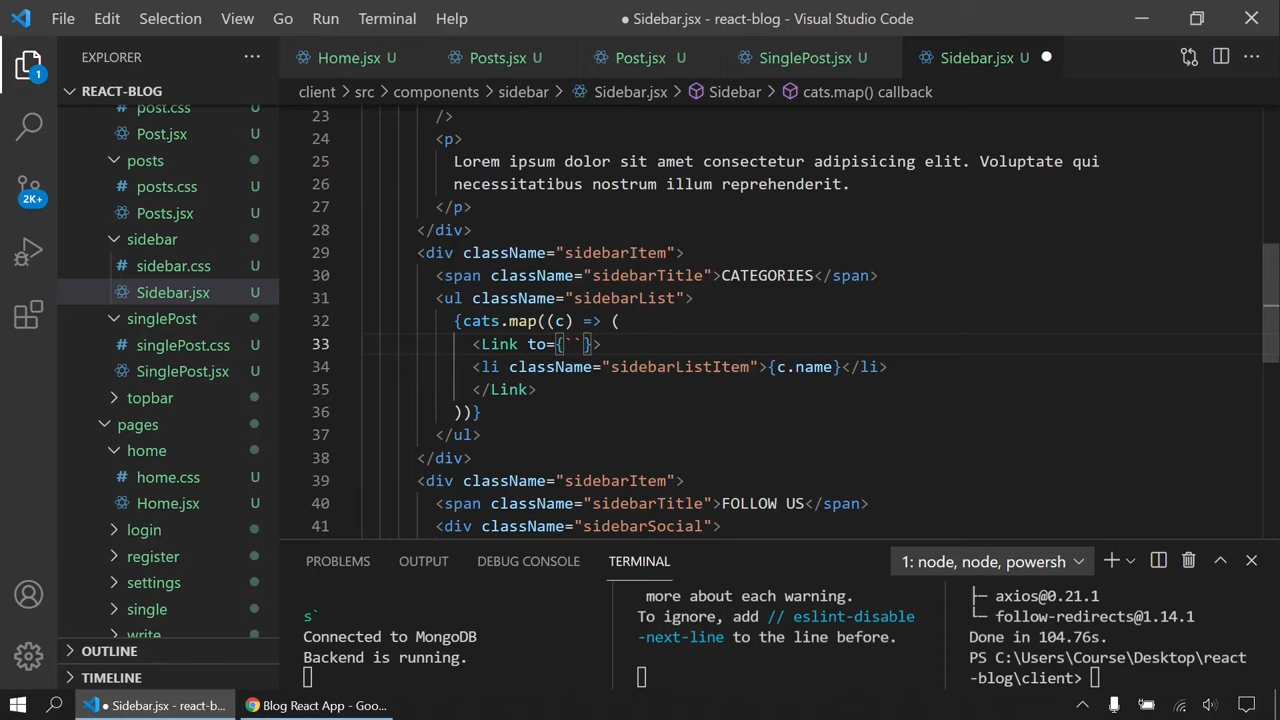 File Edit Selection View Go Run Terminal Help
● Sidebar.jsx - react-blog - Visual Studio Code
EXPLORER
Home.jsx U
Posts.jsx U
Post.jsx U
SinglePost.jsx U
Sidebar.jsx U
client > src > components > sidebar > Sidebar.jsx > Sidebar > cats.map() callback
1
2K+
REACT-BLOG
post.css U
Post.jsx U
posts
posts.css U
Posts.jsx U
sidebar
sidebar.css U
Sidebar.jsx U
singlePost
singlePost.css U
SinglePost.jsx U
topbar
pages
home
home.css U
Home.jsx U
login
register
settings
single
write
OUTLINE
TIMELINE
23 />
24 <p>
25 Lorem ipsum dolor sit amet consectetur adipisicing elit. Voluptate qui
26 necessitatibus nostrum illum reprehenderit.
27 </p>
28 </div>
29 <div className="sidebarItem">
30 <span className="sidebarTitle">CATEGORIES</span>
31 <ul className="sidebarList">
32 {cats.map((c) => (
33 <Link to={``}>
34 <li className="sidebarListItem">{c.name}</li>
35 </Link>
36 ))}
37 </ul>
38 </div>
39 <div className="sidebarItem">
40 <span className="sidebarTitle">FOLLOW US</span>
41 <div className="sidebarSocial">
PROBLEMS OUTPUT DEBUG CONSOLE TERMINAL
1: node, node, powersh
s`
Connected to MongoDB
Backend is running.
more about each warning.
To ignore, add // eslint-disable
-next-line to the line before.
├─ axios@0.21.1
└─ follow-redirects@1.14.1
Done in 104.76s.
PS C:\Users\Course\Desktop\react
-blog\client>
● Sidebar.jsx - react-b...
Blog React App - Goo...